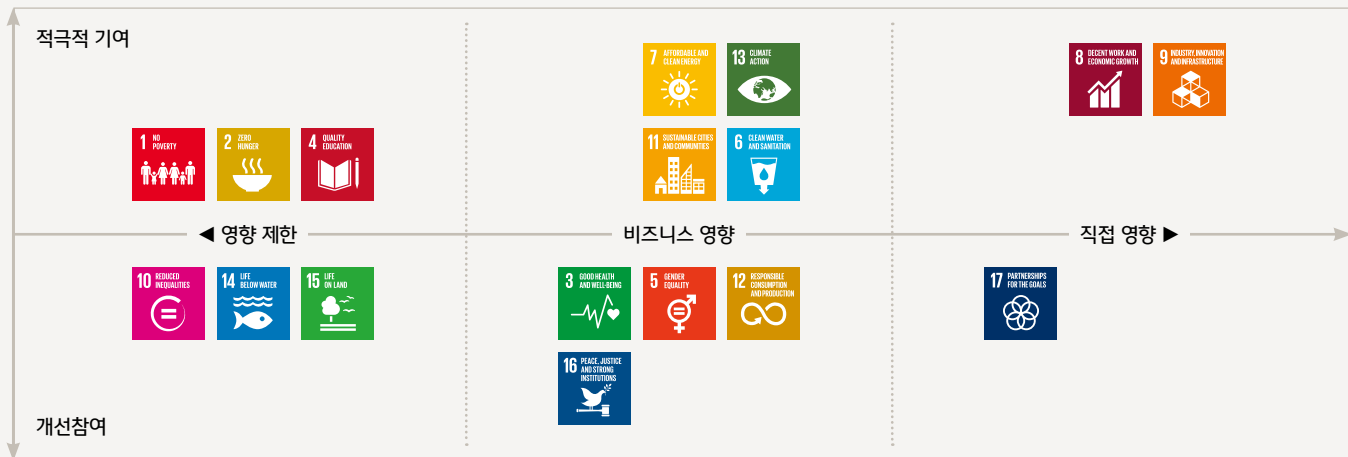 적극적 기여
7 AFFORDABLE AND
CLEAN ENERGY
13 CLIMATE
ACTION
8 DECENT WORK AND
ECONOMIC GROWTH
9 INDUSTRY, INNOVATION
AND INFRASTRUCTURE
1 NO
POVERTY
2 ZERO
HUNGER
4 QUALITY
EDUCATION
11 SUSTAINABLE CITIES
AND COMMUNITIES
6 CLEAN WATER
AND SANITATION
◀ 영향 제한
비즈니스 영향
직접 영향 ▶
10 REDUCED
INEQUALITIES
14 LIFE
BELOW WATER
15 LIFE
ON LAND
3 GOOD HEALTH
AND WELL-BEING
5 GENDER
EQUALITY
12 RESPONSIBLE
CONSUMPTION
AND PRODUCTION
17 PARTNERSHIPS
FOR THE GOALS
16 PEACE, JUSTICE
AND STRONG
INSTITUTIONS
개선참여